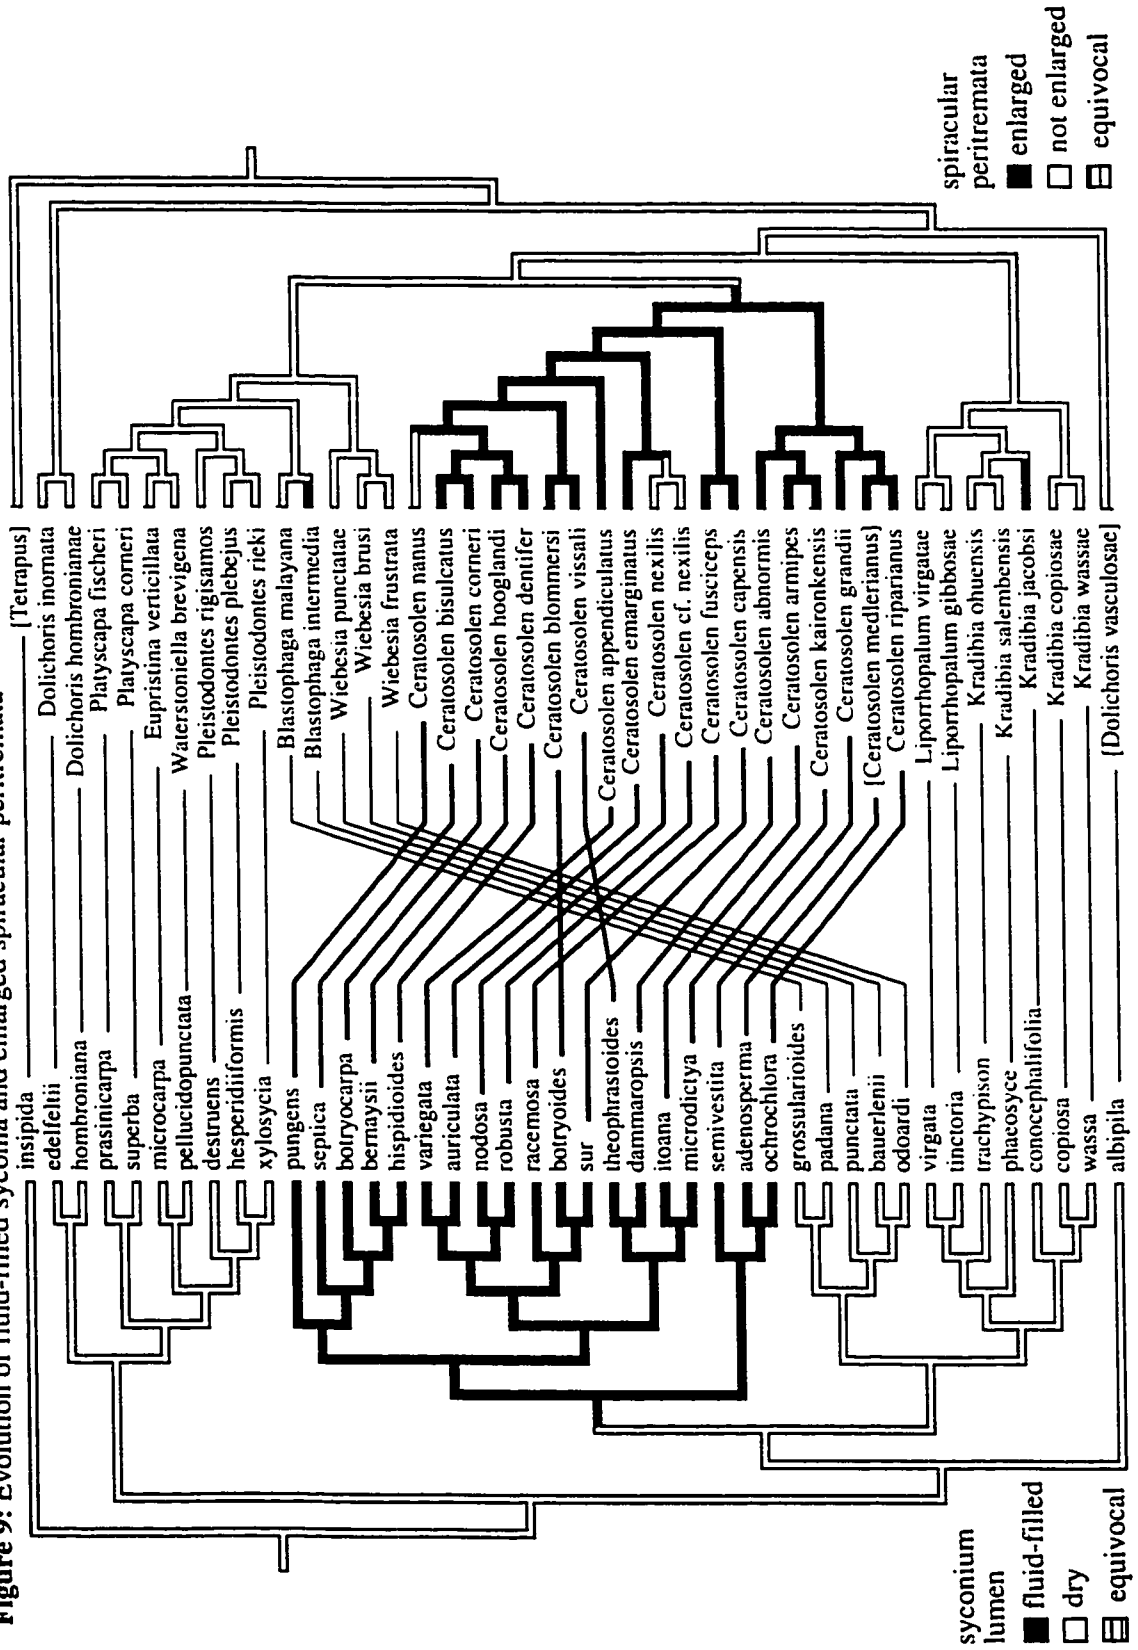 Figure 9: Evolution of fluid-filled syconia and enlarged spiracular peritremata
insipida
edelfeltii
hombroniana
prasinicarpa
superba
microcarpa
pellucidopunctata
destruens
hesperidiiformis
xylosycia
pungens
septica
botryocarpa
bernaysii
hispidioides
variegata
auriculata
nodosa
robusta
racemosa
botryoides
sur
theophrastoides
dammaropsis
itoana
microdictya
semivestita
adenosperma
ochrochlora
grossularioides
padana
punctata
bauerlenii
odoardi
virgata
tinctoria
trachypison
phaeosyce
conocephalifolia
copiosa
wassa
albipila
[Tetrapus]
Dolichoris inornata
Dolichoris hombronianae
Platyscapa fischeri
Platyscapa corneri
Eupristina verticillata
Waterstoniella brevigena
Pleistodontes rigisamos
Pleistodontes plebejus
Pleistodontes rieki
Blastophaga malayana
Blastophaga intermedia
Wiebesia punctatae
Wiebesia brusi
Wiebesia frustrata
Ceratosolen nanus
Ceratosolen bisulcatus
Ceratosolen corneri
Ceratosolen hooglandi
Ceratosolen dentifer
Ceratosolen blommersi
Ceratosolen vissali
Ceratosolen appendiculatus
Ceratosolen emarginatus
Ceratosolen nexilis
Ceratosolen cf. nexilis
Ceratosolen fusciceps
Ceratosolen capensis
Ceratosolen abnormis
Ceratosolen armipes
Ceratosolen kaironkensis
Ceratosolen grandii
[Ceratosolen medlerianus]
Ceratosolen riparianus
Liporrhopalum virgatae
Liporrhopalum gibbosae
Kradibia ohuensis
Kradibia salembensis
Kradibia jacobsi
Kradibia copiosae
Kradibia wassae
[Dolichoris vasculosae]
syconium
lumen
fluid-filled
dry
equivocal
spiracular
peritremata
enlarged
not enlarged
equivocal